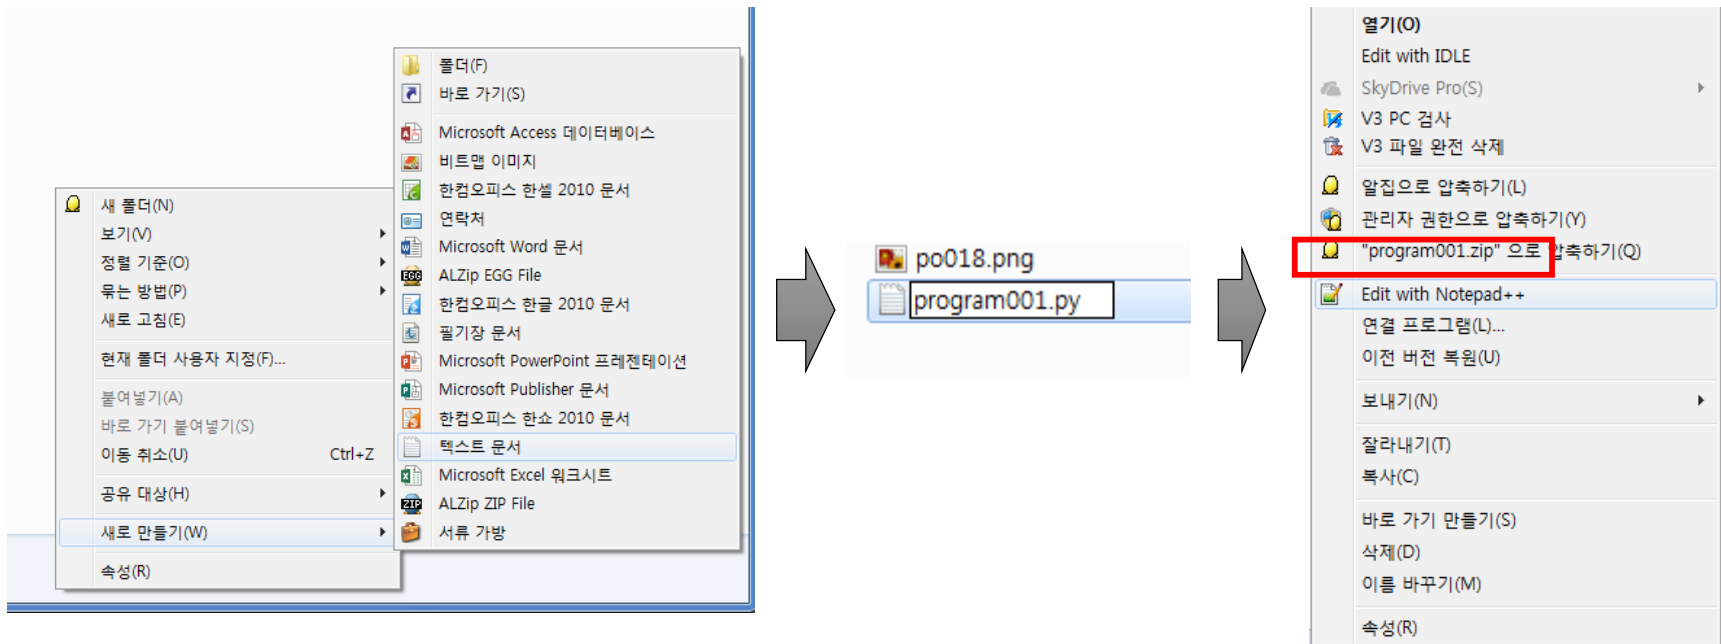 새 폴더(N)
보기(V)
정렬 기준(O)
묶는 방법(P)
새로 고침(E)
현재 폴더 사용자 지정(F)...
붙여넣기(A)
바로 가기 붙여넣기(S)
이동 취소(U) Ctrl+Z
공유 대상(H)
새로 만들기(W)
속성(R)
폴더(F)
바로 가기(S)
Microsoft Access 데이터베이스
비트맵 이미지
한컴오피스 한셀 2010 문서
연락처
Microsoft Word 문서
ALZip EGG File
한컴오피스 한글 2010 문서
필기장 문서
Microsoft PowerPoint 프레젠테이션
Microsoft Publisher 문서
한컴오피스 한쇼 2010 문서
텍스트 문서
Microsoft Excel 워크시트
ALZip ZIP File
서류 가방
po018.png
program001.py
열기(O)
Edit with IDLE
SkyDrive Pro(S)
V3 PC 검사
V3 파일 완전 삭제
알집으로 압축하기(L)
관리자 권한으로 압축하기(Y)
"program001.zip" 으로 압축하기(Q)
Edit with Notepad++
연결 프로그램(L)...
이전 버전 복원(U)
보내기(N)
잘라내기(T)
복사(C)
바로 가기 만들기(S)
삭제(D)
이름 바꾸기(M)
속성(R)